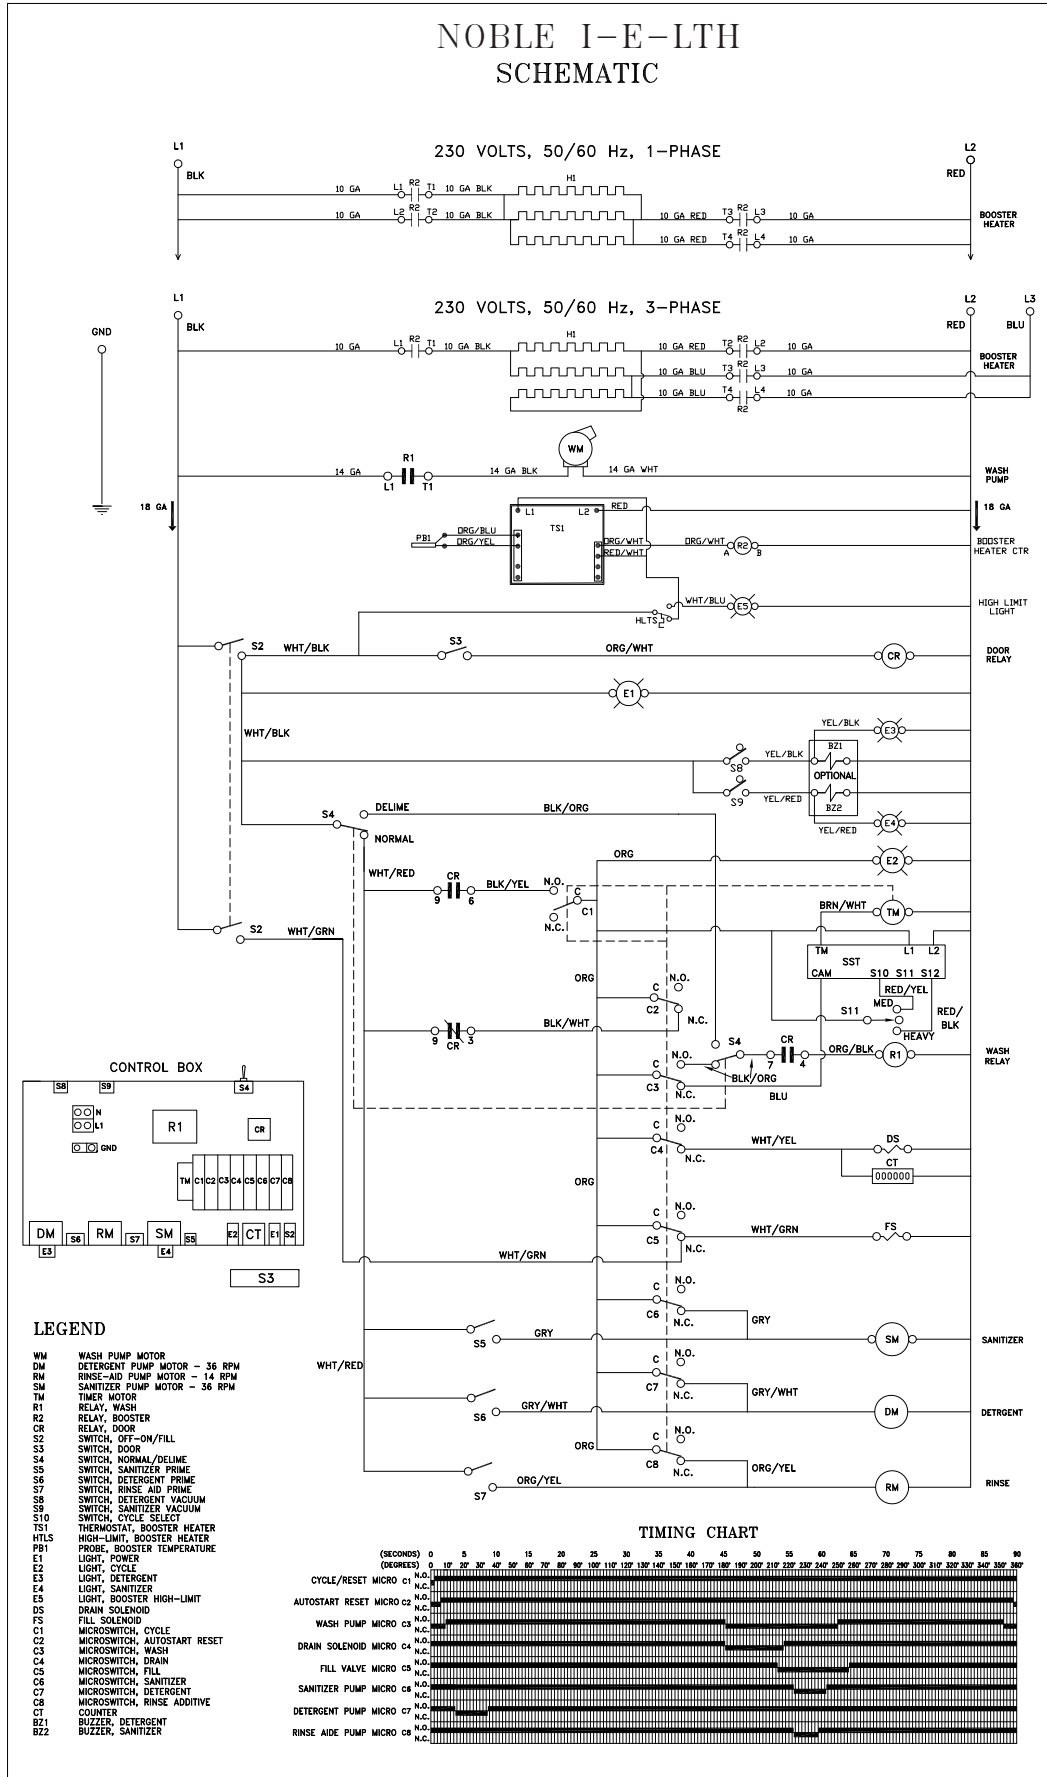 NOBLE I-E-LTH
SCHEMATIC
230 VOLTS, 50/60 Hz, 1-PHASE
L1
BLK
L2
RED
H1
10 GA L1 R2 T1 10 GA BLK
10 GA L2 R2 T2 10 GA BLK
10 GA RED T3 R2 L3 10 GA
10 GA RED T4 R2 L4 10 GA
BOOSTER
HEATER
230 VOLTS, 50/60 Hz, 3-PHASE
L1
BLK
L2
RED
L3
BLU
GND
H1
10 GA L1 R2 T1 10 GA BLK
10 GA RED T2 R2 L2 10 GA
10 GA BLU T3 R2 L3 10 GA
10 GA BLU T4 R2 L4 10 GA
BOOSTER
HEATER
WM
14 GA L1 R1 T1 14 GA BLK
14 GA WHT
WASH
PUMP
18 GA
18 GA
L1 L2 RED
TS1
PB1 ORG/BLU
ORG/YEL
ORG/WHT
RED/WHT
ORG/WHT A R2 B
BOOSTER
HEATER CTR
WHT/BLU E5
HLTS
HIGH LIMIT
LIGHT
S2 WHT/BLK S3 ORG/WHT CR
DOOR
RELAY
E1
WHT/BLK
YEL/BLK E3
S8 YEL/BLK BZ1
OPTIONAL
S9 YEL/RED BZ2
YEL/RED E4
S4 DELIME BLK/ORG
NORMAL
WHT/RED
ORG E2
9 CR 6 BLK/YEL N.O.
C
C1
N.C.
BRN/WHT TM
S2 WHT/GRN
TM L1 L2
SST
CAM S10 S11 S12
RED/YEL
MED
S11
HEAVY
RED/
BLK
ORG
C N.O.
C2 N.C.
9 CR 3 BLK/WHT
S4 CR
7 4
ORG/BLK R1
WASH
RELAY
N.O.
C
C3 N.C.
BLK/ORG
BLU
N.O.
C
C4 N.C.
WHT/YEL DS
CT
000000
ORG
C N.O.
C5 N.C.
WHT/GRN FS
WHT/GRN
C N.O.
C6 N.C.
GRY
S5 GRY SM SANITIZER
WHT/RED
N.O.
C
C7 N.C.
GRY/WHT
S6 GRY/WHT DM DETRGENT
ORG
C N.O.
C8 N.C.
ORG/YEL
S7 ORG/YEL RM RINSE
CONTROL BOX
S8 S9 S4
N
L1
GND
R1
CR
TM C1 C2 C3 C4 C5 C6 C7 C8
DM S6 RM S7 SM S5 E2 CT E1 S2
E3 E4
S3
LEGEND
WM WASH PUMP MOTOR
DM DETERGENT PUMP MOTOR - 36 RPM
RM RINSE-AID PUMP MOTOR - 14 RPM
SM SANITIZER PUMP MOTOR - 36 RPM
TM TIMER MOTOR
R1 RELAY, WASH
R2 RELAY, BOOSTER
CR RELAY, DOOR
S2 SWITCH, OFF-ON/FILL
S3 SWITCH, DOOR
S4 SWITCH, NORMAL/DELIME
S5 SWITCH, SANITIZER PRIME
S6 SWITCH, DETERGENT PRIME
S7 SWITCH, RINSE AID PRIME
S8 SWITCH, DETERGENT VACUUM
S9 SWITCH, SANITIZER VACUUM
S10 SWITCH, CYCLE SELECT
TS1 THERMOSTAT, BOOSTER HEATER
HTLS HIGH-LIMIT, BOOSTER HEATER
PB1 PROBE, BOOSTER TEMPERATURE
E1 LIGHT, POWER
E2 LIGHT, CYCLE
E3 LIGHT, DETERGENT
E4 LIGHT, SANITIZER
E5 LIGHT, BOOSTER HIGH-LIMIT
DS DRAIN SOLENOID
FS FILL SOLENOID
C1 MICROSWITCH, CYCLE
C2 MICROSWITCH, AUTOSTART RESET
C3 MICROSWITCH, WASH
C4 MICROSWITCH, DRAIN
C5 MICROSWITCH, FILL
C6 MICROSWITCH, SANITIZER
C7 MICROSWITCH, DETERGENT
C8 MICROSWITCH, RINSE ADDITIVE
CT COUNTER
BZ1 BUZZER, DETERGENT
BZ2 BUZZER, SANITIZER
TIMING CHART
(SECONDS) 0 5 10 15 20 25 30 35 40 45 50 55 60 65 70 75 80 85 90
(DEGREES) 0 10° 20° 30° 40° 50° 60° 70° 80° 90° 100° 110° 120° 130° 140° 150° 160° 170° 180° 190° 200° 210° 220° 230° 240° 250° 260° 270° 280° 290° 300° 310° 320° 330° 340° 350° 360°
CYCLE/RESET MICRO C1 N.O. N.C.
AUTOSTART RESET MICRO C2 N.O. N.C.
WASH PUMP MICRO C3 N.O. N.C.
DRAIN SOLENOID MICRO C4 N.O. N.C.
FILL VALVE MICRO C5 N.O. N.C.
SANITIZER PUMP MICRO C6 N.O. N.C.
DETERGENT PUMP MICRO C7 N.O. N.C.
RINSE AIDE PUMP MICRO C8 N.O. N.C.